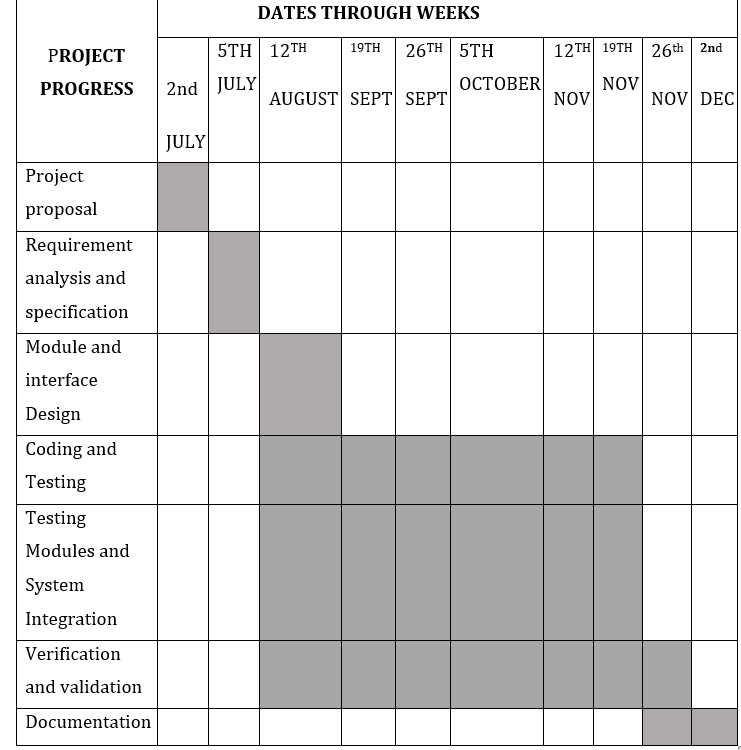 DATES THROUGH WEEKS
PROJECT
PROGRESS
2nd
JULY
5TH
JULY
12TH
AUGUST
19TH
SEPT
26TH
SEPT
5TH
OCTOBER
12TH
NOV
19TH
NOV
26th
NOV
2nd
DEC
Project
proposal
Requirement
analysis and
specification
Module and
interface
Design
Coding and
Testing
Testing
Modules and
System
Integration
Verification
and validation
Documentation